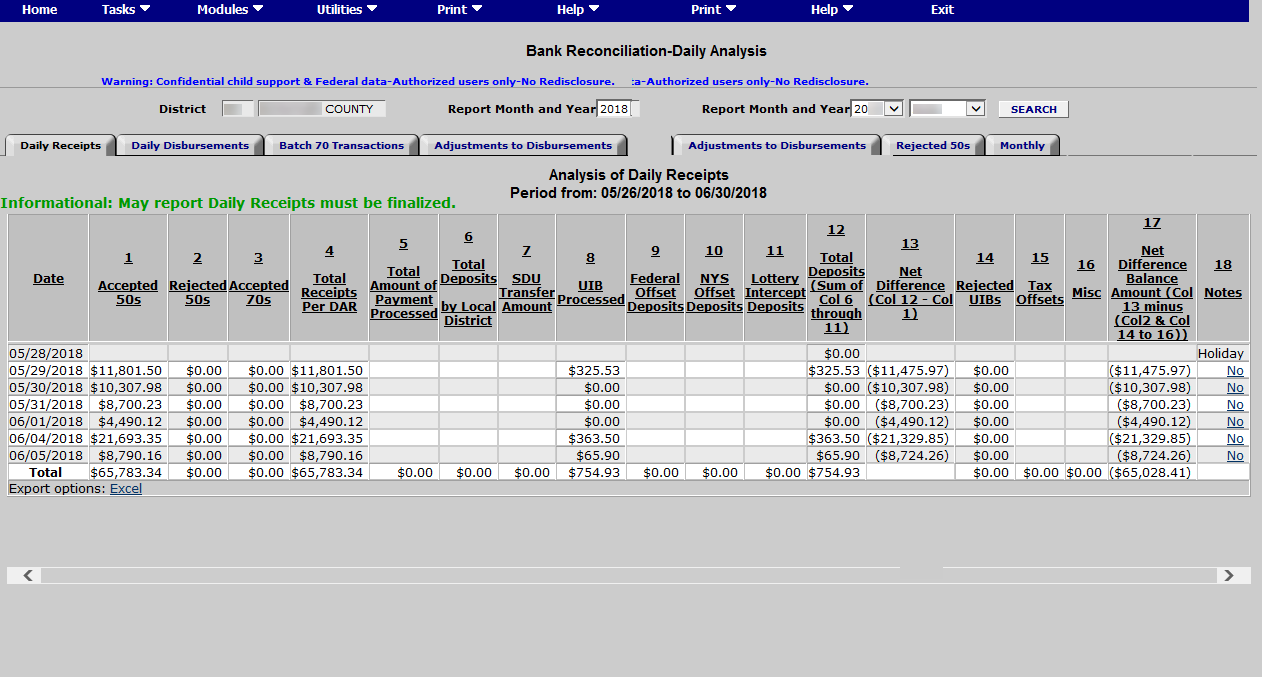 Home Tasks Modules Utilities Print Help Print Help Exit
Bank Reconciliation-Daily Analysis
Warning: Confidential child support & Federal data-Authorized users only-No Redisclosure. :a-Authorized users only-No Redisclosure.
District COUNTY Report Month and Year 2018 Report Month and Year 20 SEARCH
Daily Receipts Daily Disbursements Batch 70 Transactions Adjustments to Disbursements Adjustments to Disbursements Rejected 50s Monthly
Analysis of Daily Receipts
Period from: 05/26/2018 to 06/30/2018
Informational: May report Daily Receipts must be finalized.
Date
1 Accepted 50s
2 Rejected 50s
3 Accepted 70s
4 Total Receipts Per DAR
5 Total Amount of Payment Processed
6 Total Deposits by Local District
7 SDU Transfer Amount
8 UIB Processed
9 Federal Offset Deposits
10 NYS Offset Deposits
11 Lottery Intercept Deposits
12 Total Deposits (Sum of Col 6 through 11)
13 Net Difference (Col 12 - Col 1)
14 Rejected UIBs
15 Tax Offsets
16 Misc
17 Net Difference Balance Amount (Col 13 minus (Col2 & Col 14 to 16))
18 Notes
05/28/2018 $0.00 Holiday
05/29/2018 $11,801.50 $0.00 $0.00 $11,801.50 $325.53 $325.53 ($11,475.97) $0.00 ($11,475.97) No
05/30/2018 $10,307.98 $0.00 $0.00 $10,307.98 $0.00 $0.00 ($10,307.98) $0.00 ($10,307.98) No
05/31/2018 $8,700.23 $0.00 $0.00 $8,700.23 $0.00 $0.00 ($8,700.23) $0.00 ($8,700.23) No
06/01/2018 $4,490.12 $0.00 $0.00 $4,490.12 $0.00 $0.00 ($4,490.12) $0.00 ($4,490.12) No
06/04/2018 $21,693.35 $0.00 $0.00 $21,693.35 $363.50 $363.50 ($21,329.85) $0.00 ($21,329.85) No
06/05/2018 $8,790.16 $0.00 $0.00 $8,790.16 $65.90 $65.90 ($8,724.26) $0.00 ($8,724.26) No
Total $65,783.34 $0.00 $0.00 $65,783.34 $0.00 $0.00 $0.00 $754.93 $0.00 $0.00 $0.00 $754.93 $0.00 $0.00 $0.00 ($65,028.41)
Export options: Excel